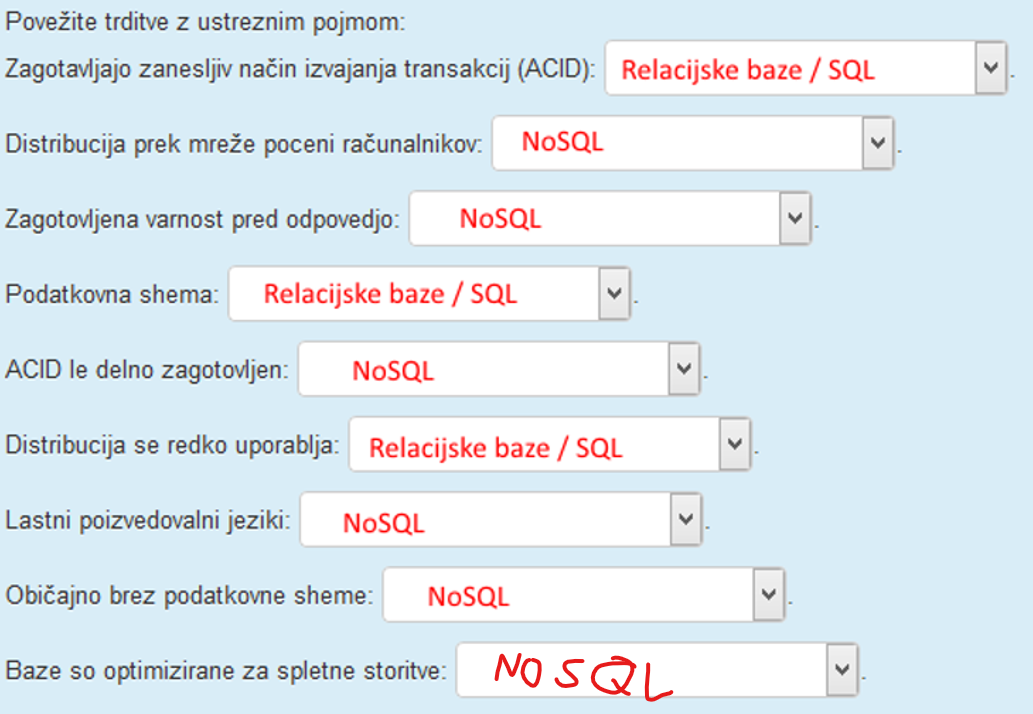 Povežite trditve z ustreznim pojmom:
Zagotavljajo zanesljiv način izvajanja transakcij (ACID): Relacijske baze / SQL.
Distribucija prek mreže poceni računalnikov: NoSQL.
Zagotovljena varnost pred odpovedjo: NoSQL.
Podatkovna shema: Relacijske baze / SQL.
ACID le delno zagotovljen: NoSQL.
Distribucija se redko uporablja: Relacijske baze / SQL.
Lastni poizvedovalni jeziki: NoSQL.
Običajno brez podatkovne sheme: NoSQL.
Baze so optimizirane za spletne storitve: NOSQL.